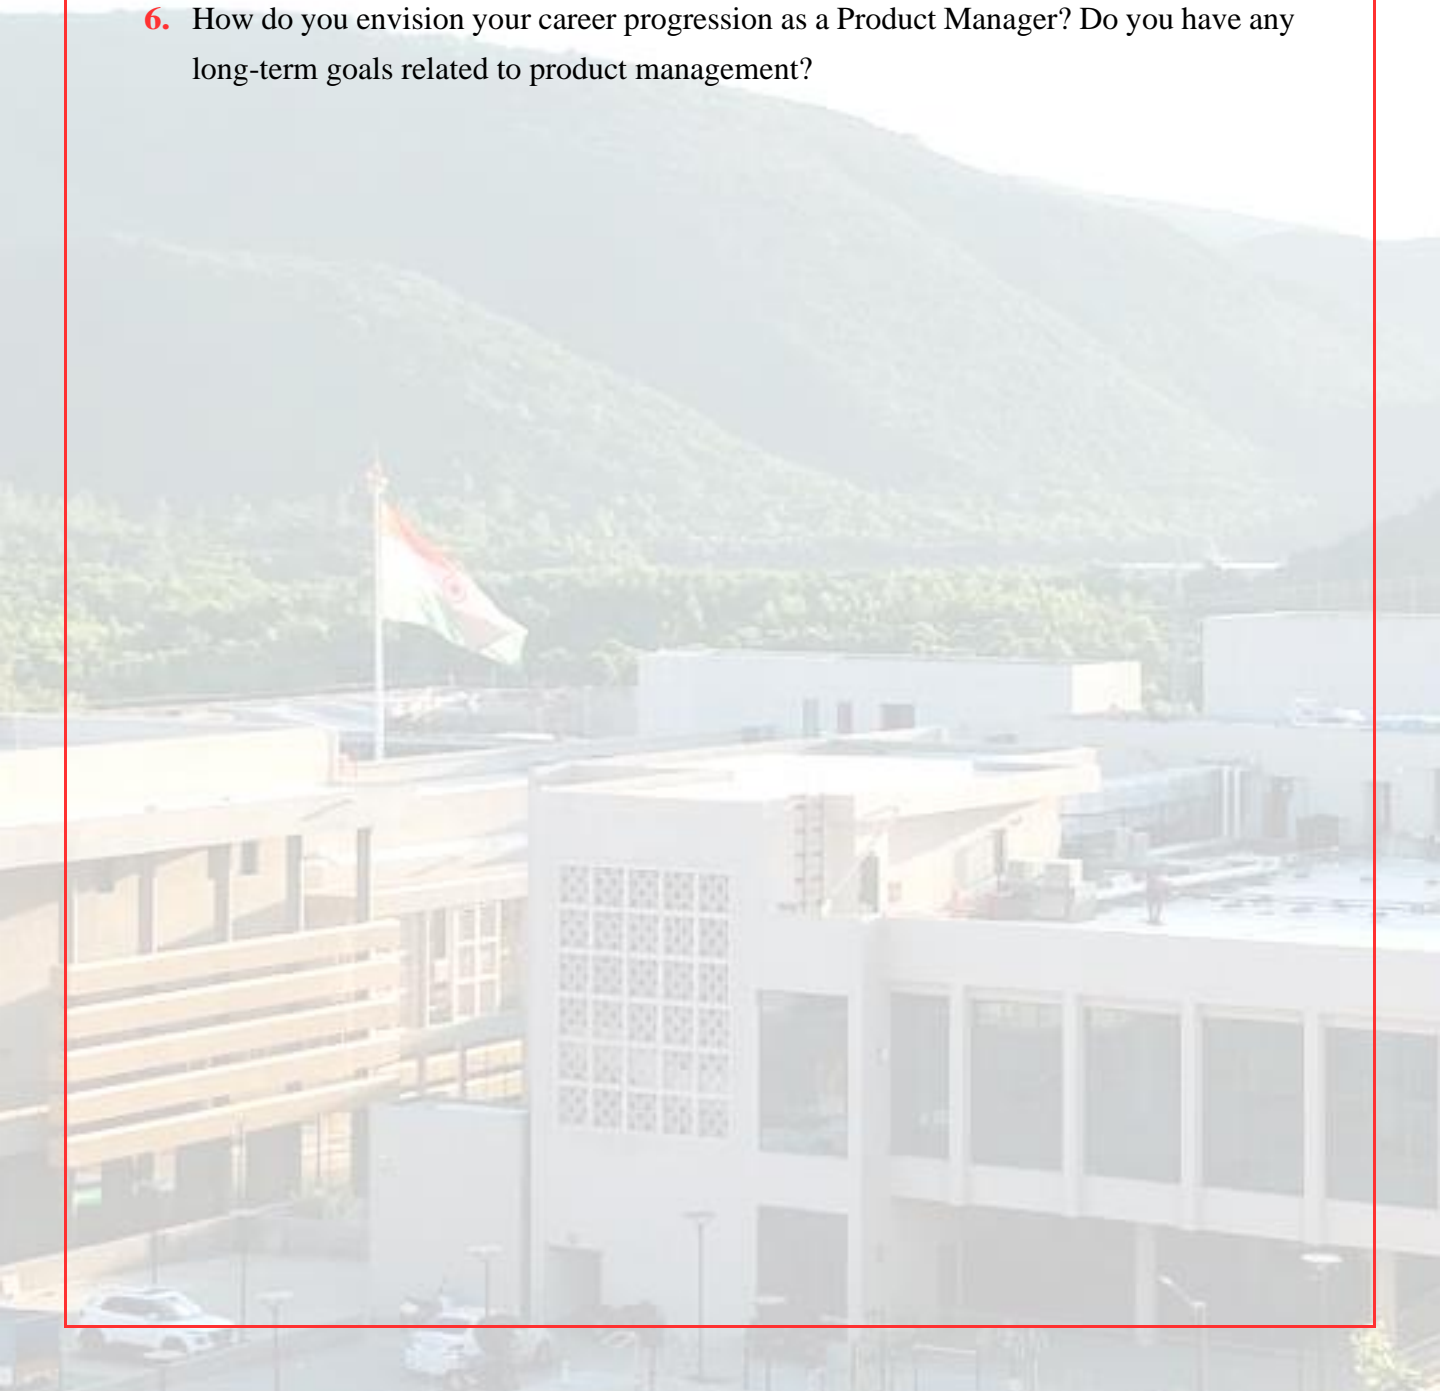 6. How do you envision your career progression as a Product Manager? Do you have any
long-term goals related to product management?